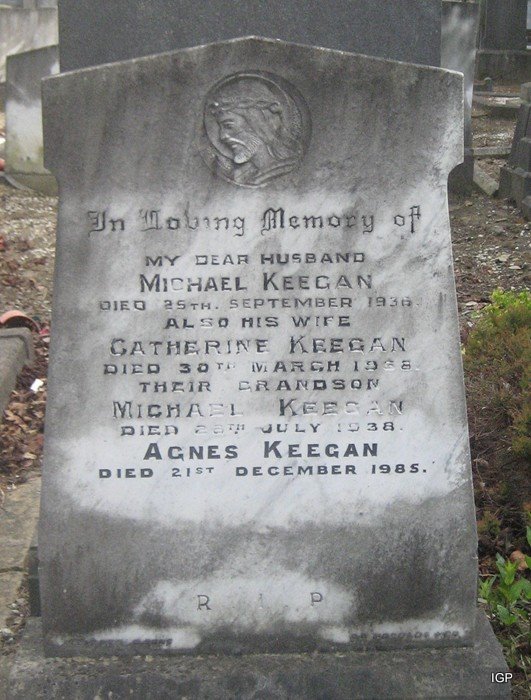 In Loving Memory of
MY DEAR HUSBAND
MICHAEL KEEGAN
DIED 25TH. SEPTEMBER 1936.
ALSO HIS WIFE
CATHERINE KEEGAN
DIED 30TH MARCH 1938.
THEIR GRANDSON
MICHAEL KEEGAN
DIED JULY 1938.
AGNES KEEGAN
DIED 21ST DECEMBER 1985.
R I P
IGP